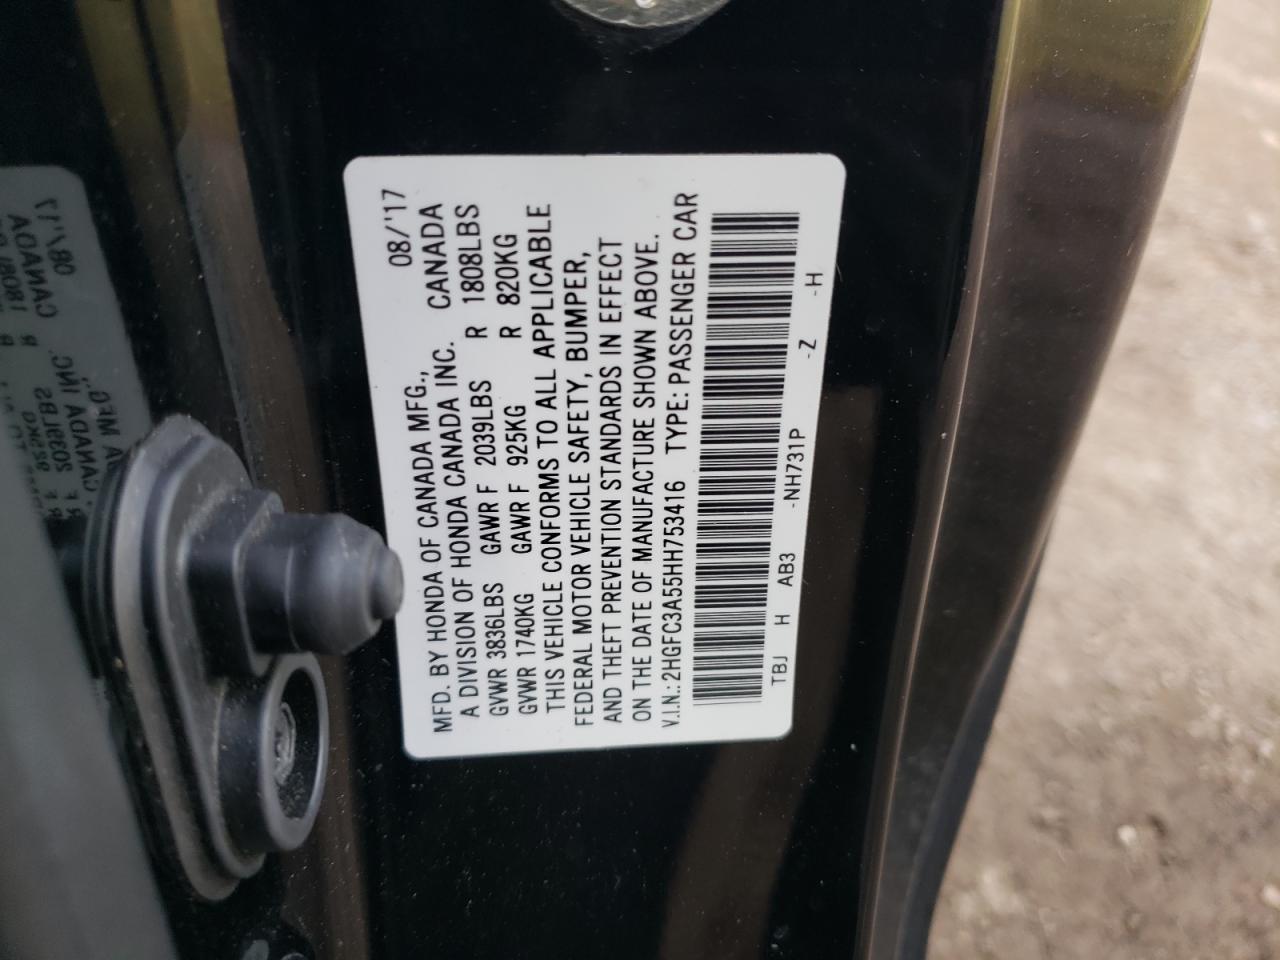 08/'17
MFD. BY HONDA OF CANADA MFG.,
A DIVISION OF HONDA CANADA INC. CANADA
GVWR 3836LBS GAWR F 2039LBS R 1808LBS
GVWR 1740KG GAWR F 925KG R 820KG
THIS VEHICLE CONFORMS TO ALL APPLICABLE
FEDERAL MOTOR VEHICLE SAFETY, BUMPER,
AND THEFT PREVENTION STANDARDS IN EFFECT
ON THE DATE OF MANUFACTURE SHOWN ABOVE.
V.I.N.: 2HGFC3A55HH753416 TYPE: PASSENGER CAR
TBJ H AB3 -NH731P -Z -H